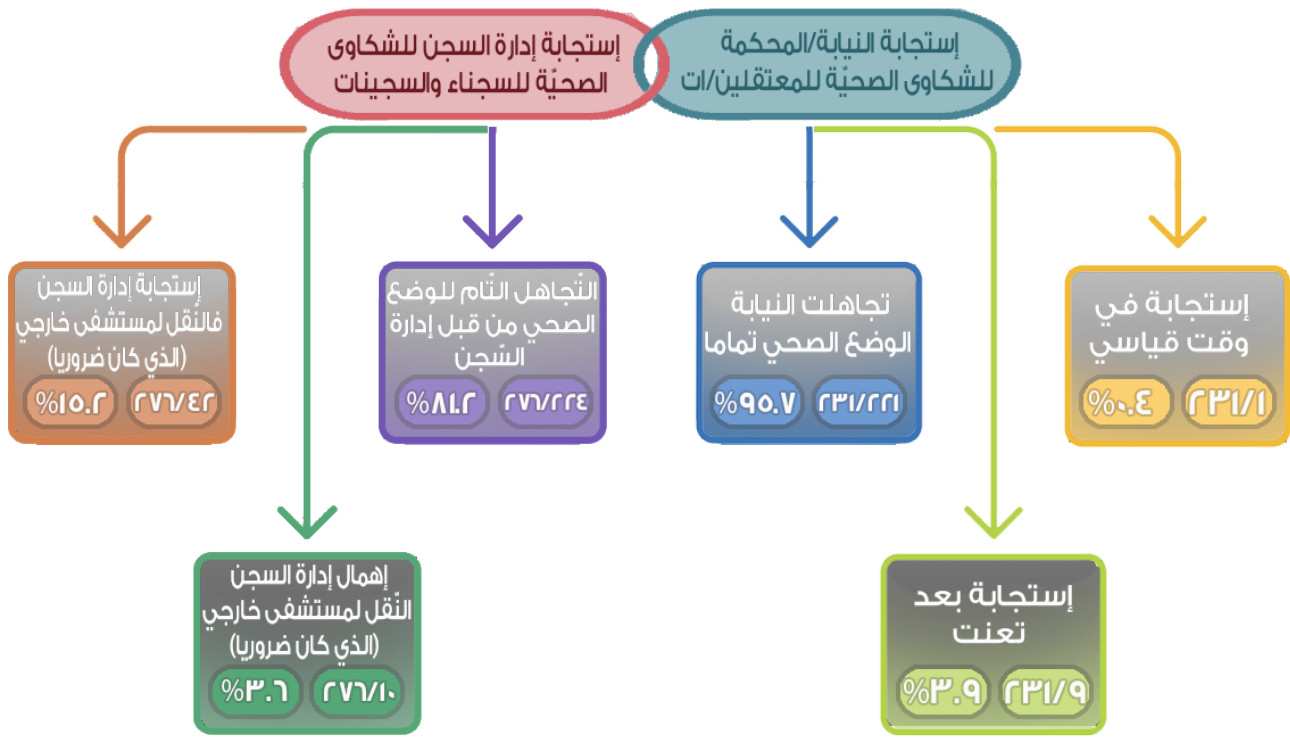 إستجابة النيابة/المحكمة
للشكاوى الصحيّة للمعتقلين/ات
إستجابة إدارة السجن للشكاوى
الصحيّة للسجناء والسجينات
إستجابة في
وقت قياسي
٢٣١/١
%٠.٤
تجاهلت النيابة
الوضع الصحي تماما
٢٣١/٢٢١
%٩٥.٧
التّجاهل التّام للوضع
الصحي من قبل إدارة
السّجن
٢٧٦/٢٢٤
%٨١.٢
إستجابة إدارة السجن
فالنّقل لمستشفى خارجي
(الذي كان ضروريا)
٢٧٦/٤٢
%١٥.٢
إستجابة بعد
تعنت
٢٣١/٩
%٣.٩
إهمال إدارة السجن
النّقل لمستشفى خارجي
(الذي كان ضروريا)
٢٧٦/١٠
%٣.٦